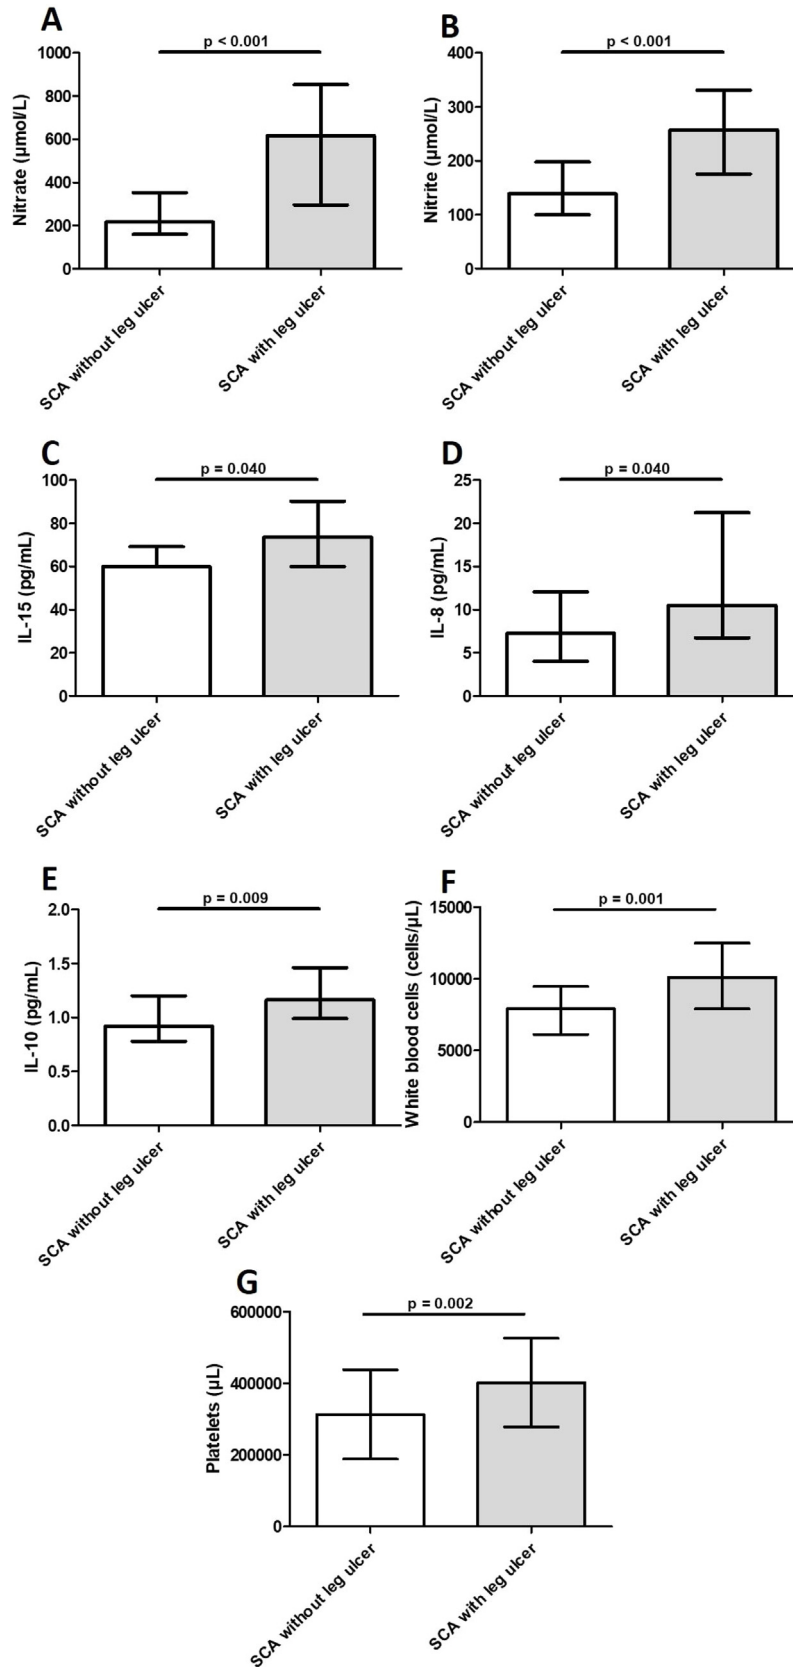 A
p < 0.001
Nitrate (µmol/L)
1000
800
600
400
200
0
SCA without leg ulcer
SCA with leg ulcer
B
p < 0.001
Nitrite (µmol/L)
400
300
200
100
0
SCA without leg ulcer
SCA with leg ulcer
C
p = 0.040
IL-15 (pg/mL)
100
80
60
40
20
0
SCA without leg ulcer
SCA with leg ulcer
D
p = 0.040
IL-8 (pg/mL)
25
20
15
10
5
0
SCA without leg ulcer
SCA with leg ulcer
E
p = 0.009
IL-10 (pg/mL)
2.0
1.5
1.0
0.5
0.0
SCA without leg ulcer
SCA with leg ulcer
F
p = 0.001
White blood cells (cells/µL)
15000
10000
5000
0
SCA without leg ulcer
SCA with leg ulcer
G
p = 0.002
Platelets (µL)
600000
400000
200000
0
SCA without leg ulcer
SCA with leg ulcer